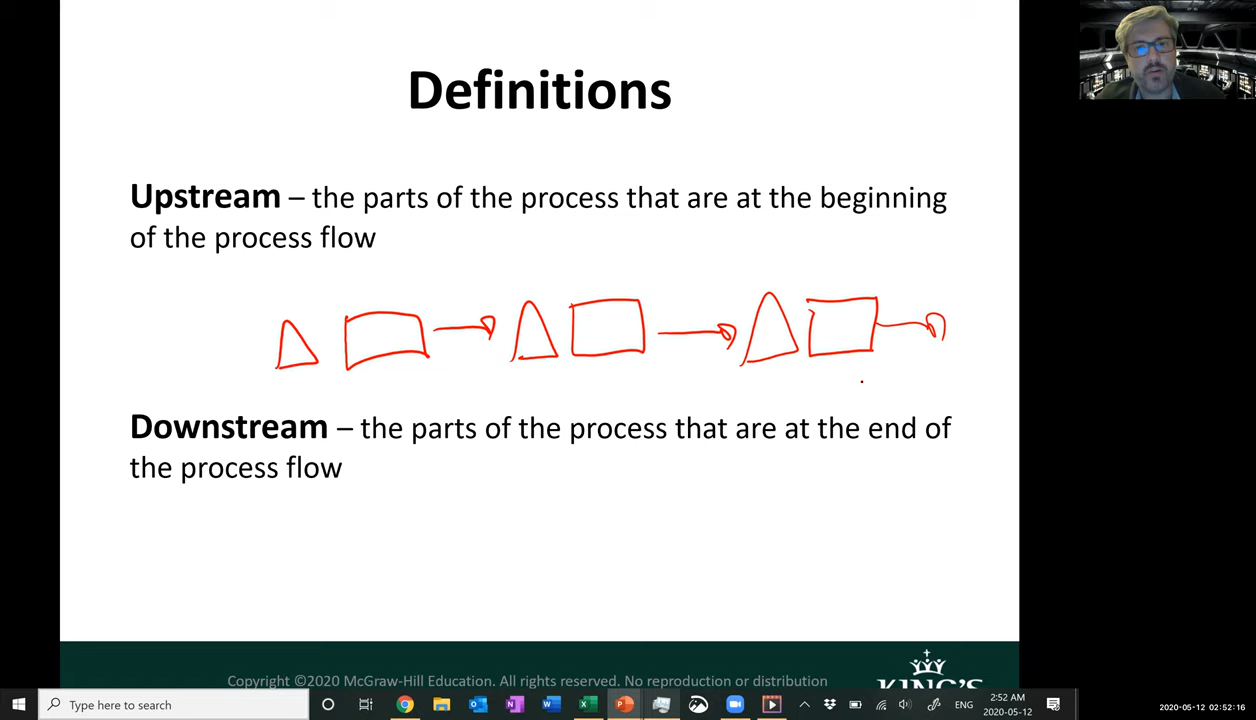 Definitions
Upstream – the parts of the process that are at the beginning
of the process flow
Downstream – the parts of the process that are at the end of
the process flow
Copyright ©2020 McGraw-Hill Education. All rights reserved. No reproduction or distribution
KING'S
Type here to search
ENG
2:52 AM
2020-05-12
2020-05-12 02:52:16